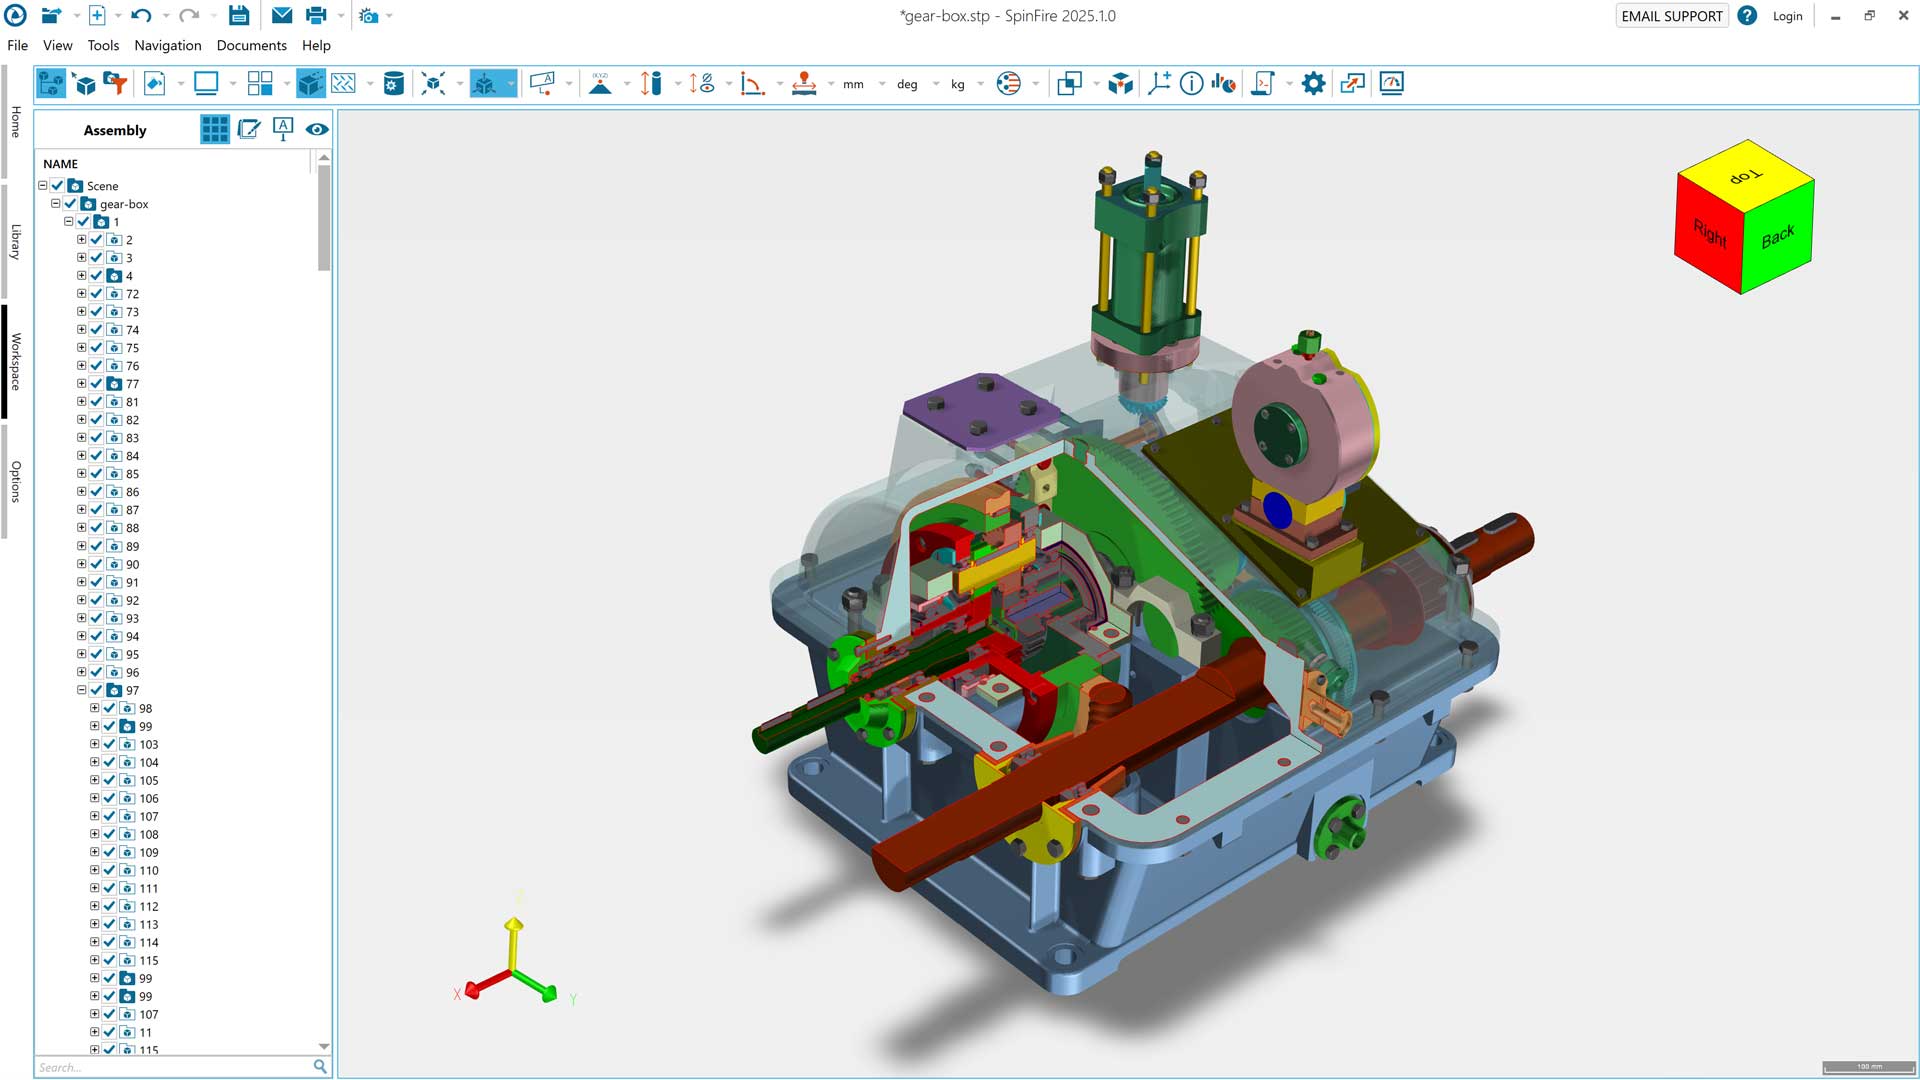 *gear-box.stp - SpinFire 2025.1.0
EMAIL SUPPORT
Login
File View Tools Navigation Documents Help
(X,Y,Z)
A
mm
deg
kg
Home
Library
Workspace
Options
Assembly
A
NAME
Scene
gear-box
1
2
3
4
72
73
74
75
76
77
81
82
83
84
85
86
87
88
89
90
91
92
93
94
95
96
97
98
99
103
104
105
106
107
108
109
110
111
112
113
114
115
99
99
107
11
115
Search...
Top
Right
Back
Z
X
Y
100 mm